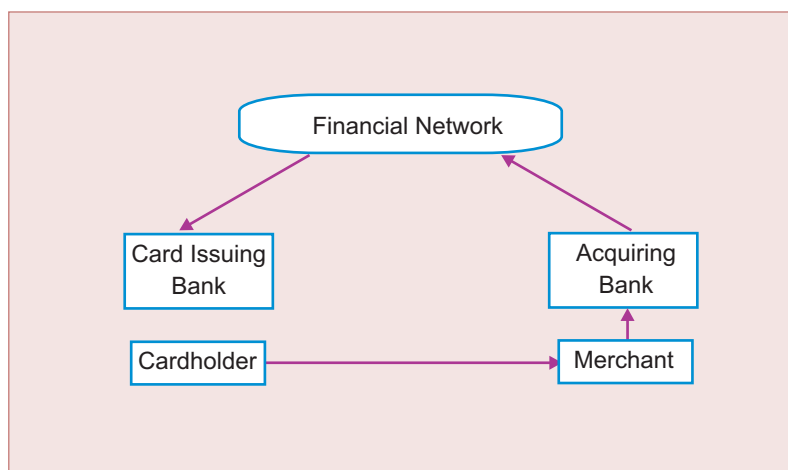 Financial Network
Card Issuing
Bank
Acquiring
Bank
Cardholder
Merchant